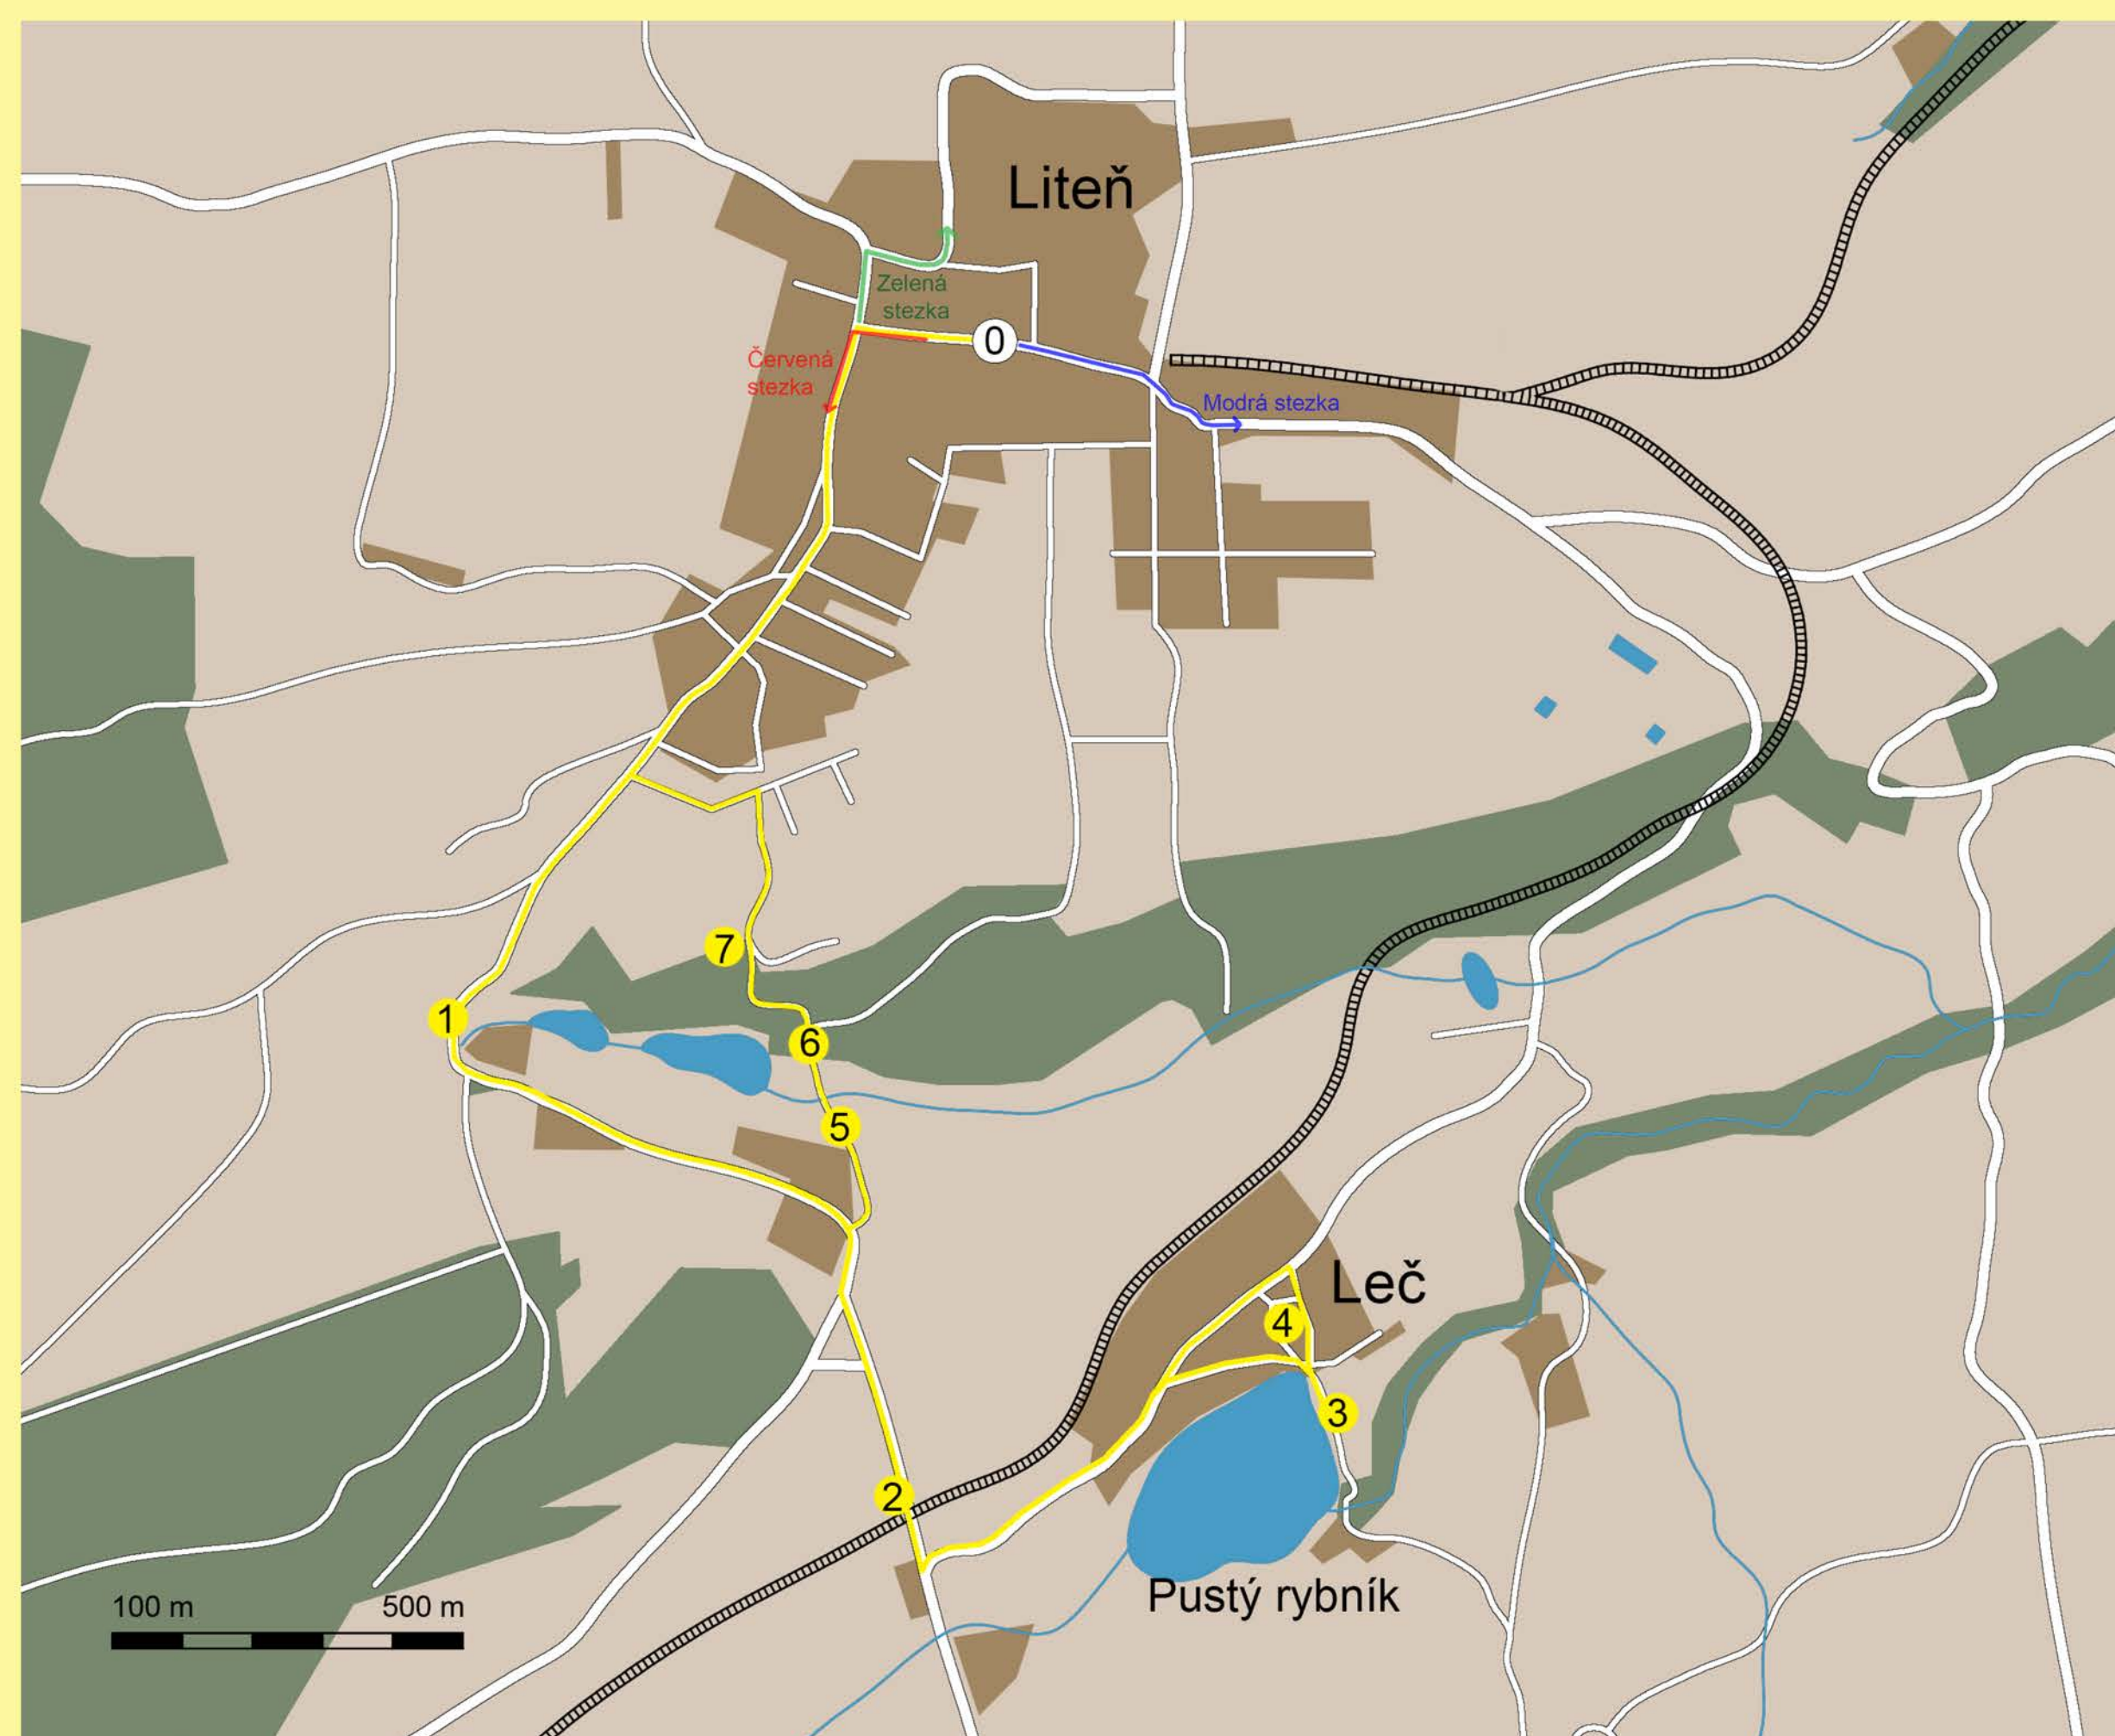 Liteň
Zelená
stezka
0
Červená
stezka
Modrá stezka
7
1
6
5
Leč
4
3
2
Pustý rybník
100 m 500 m